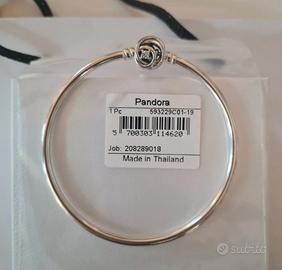 Pandora
1 Pc 593229C01-19
5 700303 114620
Job: 208289018
Made in Thailand
subito